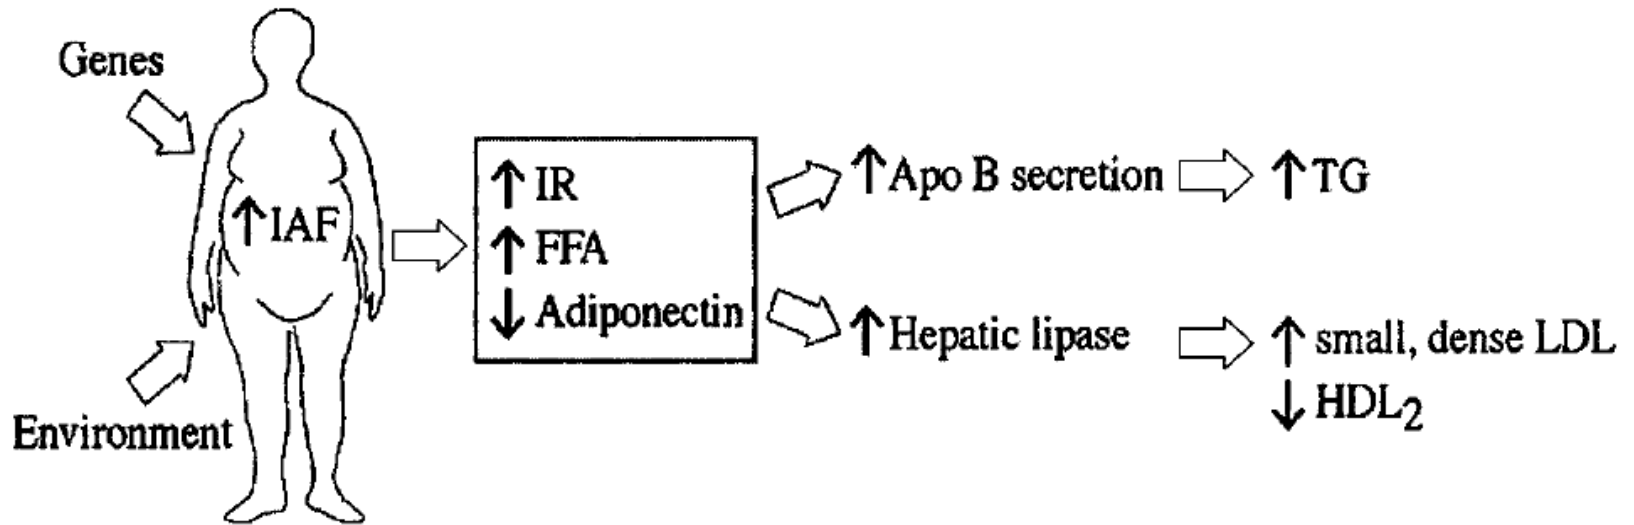 Genes
Environment
↑IAF
↑ IR
↑ FFA
↓ Adiponectin
↑Apo B secretion
↑TG
↑Hepatic lipase
↑ small, dense LDL
↓ HDL2